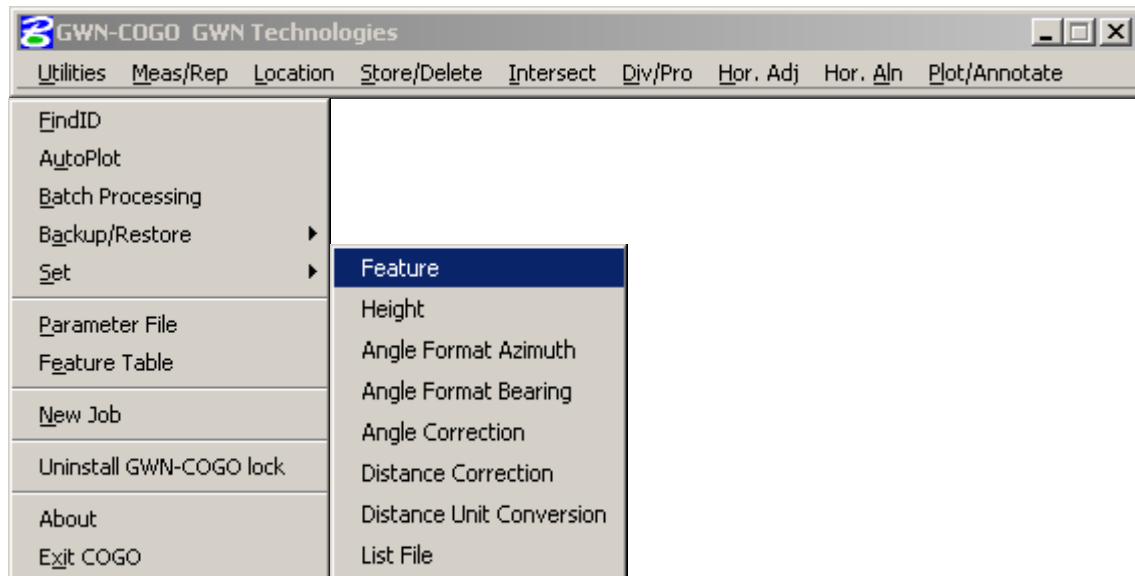 GWN-COGO GWN Technologies
Utilities Meas/Rep Location Store/Delete Intersect Div/Pro Hor. Adj Hor. Aln Plot/Annotate
FindID
AutoPlot
Batch Processing
Backup/Restore
Set
Parameter File
Feature Table
New Job
Uninstall GWN-COGO lock
About
Exit COGO
Feature
Height
Angle Format Azimuth
Angle Format Bearing
Angle Correction
Distance Correction
Distance Unit Conversion
List File